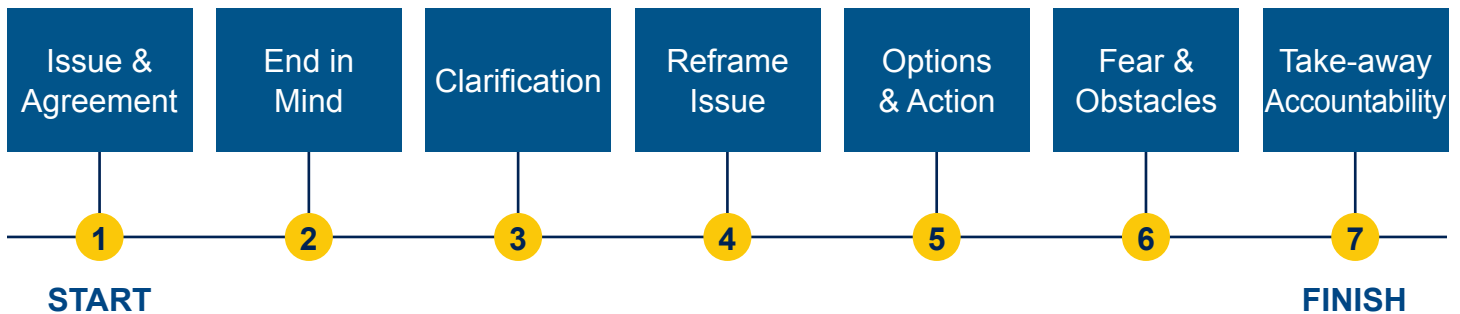 Issue &
Agreement
End in
Mind
Clarification
Reframe
Issue
Options
& Action
Fear &
Obstacles
Take-away
Accountability
1
2
3
4
5
6
7
START
FINISH